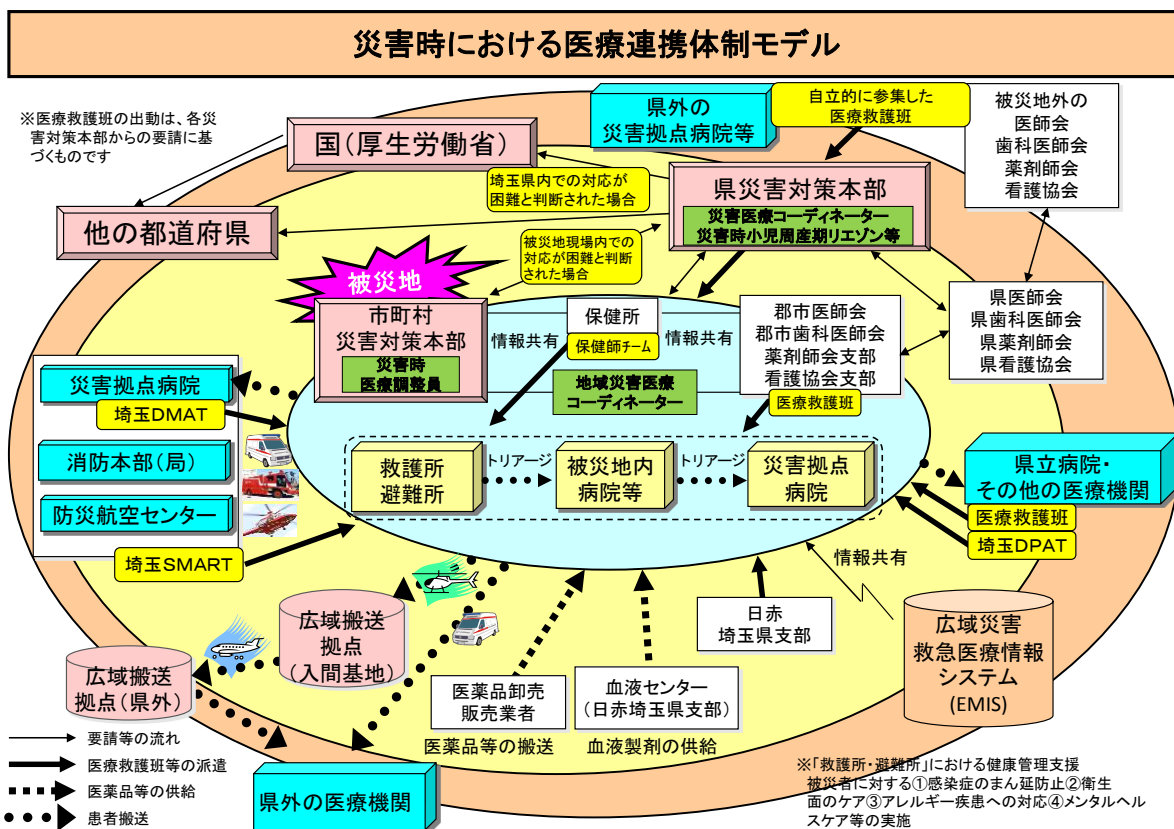 災害時における医療連携体制モデル
※医療救護班の出動は、各災
害対策本部からの要請に基
づくものです
国(厚生労働省)
県外の
災害拠点病院等
自立的に参集した
医療救護班
被災地外の
医師会
歯科医師会
薬剤師会
看護協会
埼玉県内での対応が
困難と判断された場合
県災害対策本部
災害医療コーディネーター
災害時小児周産期リエゾン等
他の都道府県
被災地現場内での
対応が困難と判断
された場合
被災地
市町村
災害対策本部
災害時
医療調整員
情報共有
保健所
保健師チーム
情報共有
地域災害医療
コーディネーター
郡市医師会
郡市歯科医師会
薬剤師会支部
看護協会支部
医療救護班
県医師会
県歯科医師会
県薬剤師会
県看護協会
災害拠点病院
埼玉DMAT
消防本部(局)
防災航空センター
埼玉SMART
救護所
避難所
トリアージ
被災地内
病院等
トリアージ
災害拠点
病院
県立病院・
その他の医療機関
医療救護班
埼玉DPAT
情報共有
広域搬送
拠点
(入間基地)
広域搬送
拠点(県外)
医薬品卸売
販売業者
医薬品等の搬送
血液センター
(日赤埼玉県支部)
血液製剤の供給
日赤
埼玉県支部
広域災害
救急医療情報
システム
(EMIS)
要請等の流れ
医療救護班等の派遣
医薬品等の供給
患者搬送
県外の医療機関
※「救護所・避難所」における健康管理支援
被災者に対する①感染症のまん延防止②衛生
面のケア③アレルギー疾患への対応④メンタルヘル
スケア等の実施